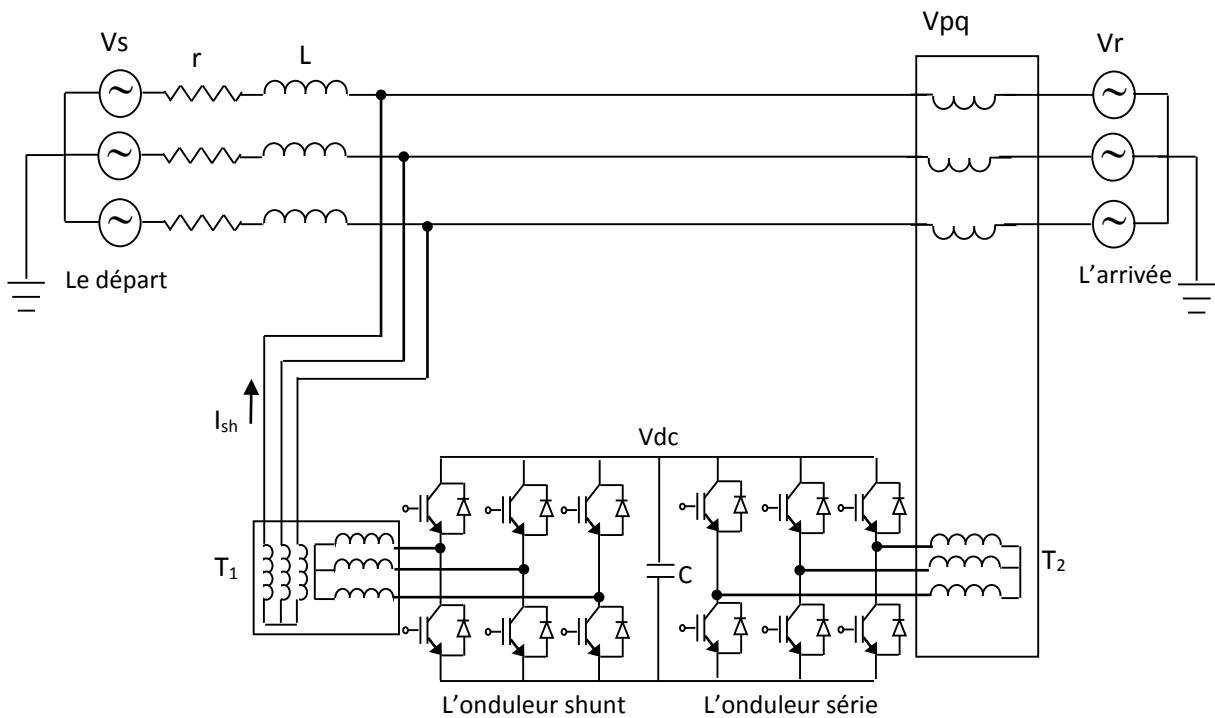 Vpq
Vs
Vr
r
L
Le départ
L'arrivée
Ish
Vdc
T1
C
T2
L'onduleur shunt
L'onduleur série